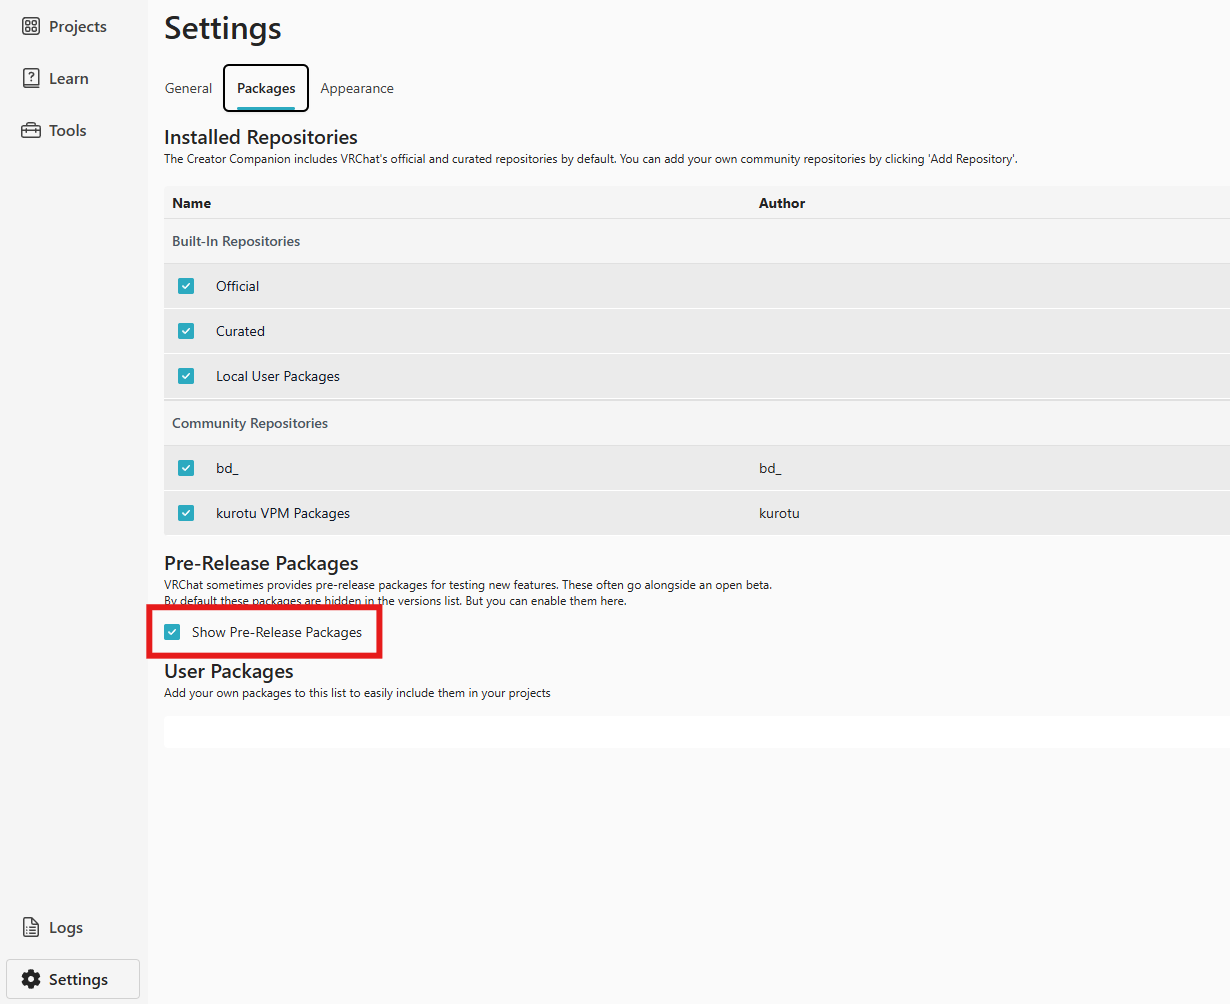 Projects
Learn
Tools
Settings
General Packages Appearance
Installed Repositories
The Creator Companion includes VRChat's official and curated repositories by default. You can add your own community repositories by clicking 'Add Repository'.
Name Author
Built-In Repositories
Official
Curated
Local User Packages
Community Repositories
bd_ bd_
kurotu VPM Packages kurotu
Pre-Release Packages
VRChat sometimes provides pre-release packages for testing new features. These often go alongside an open beta.
By default these packages are hidden in the versions list. But you can enable them here.
Show Pre-Release Packages
User Packages
Add your own packages to this list to easily include them in your projects
Logs
Settings